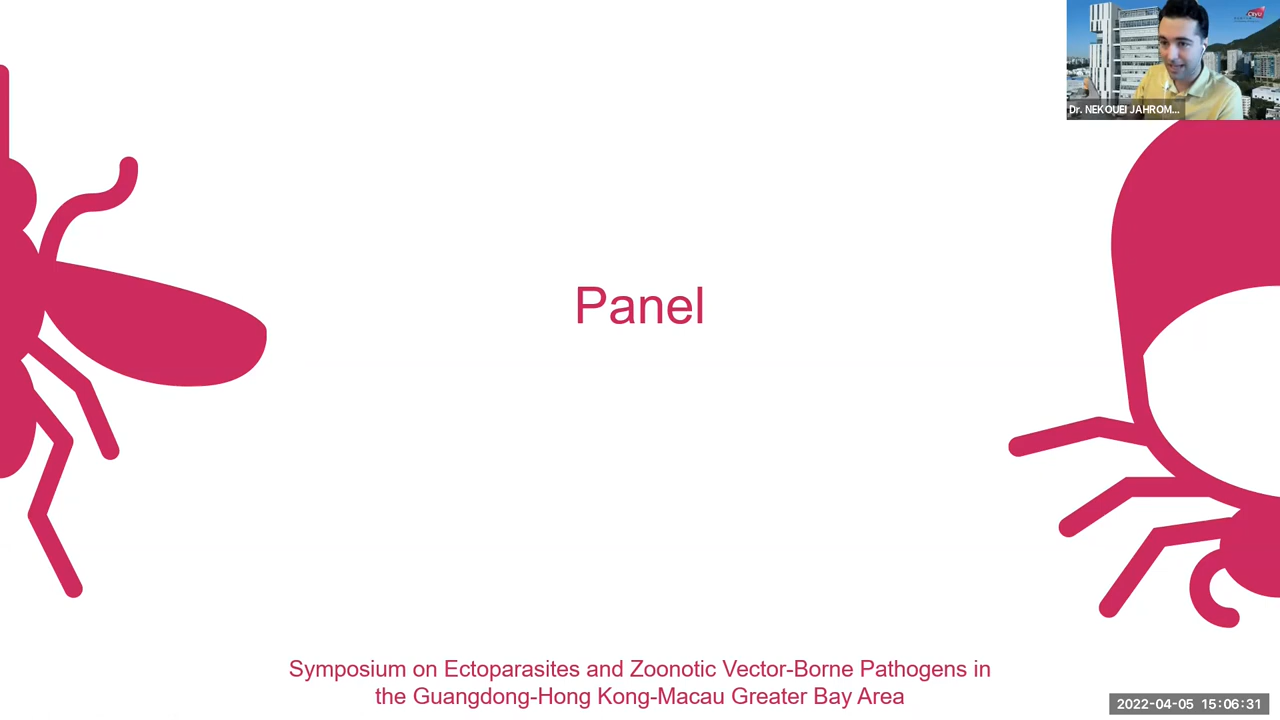 Dr. NEKOUEI JAHROM...
Panel
Symposium on Ectoparasites and Zoonotic Vector-Borne Pathogens in
the Guangdong-Hong Kong-Macau Greater Bay Area
2022-04-05 15:06:31